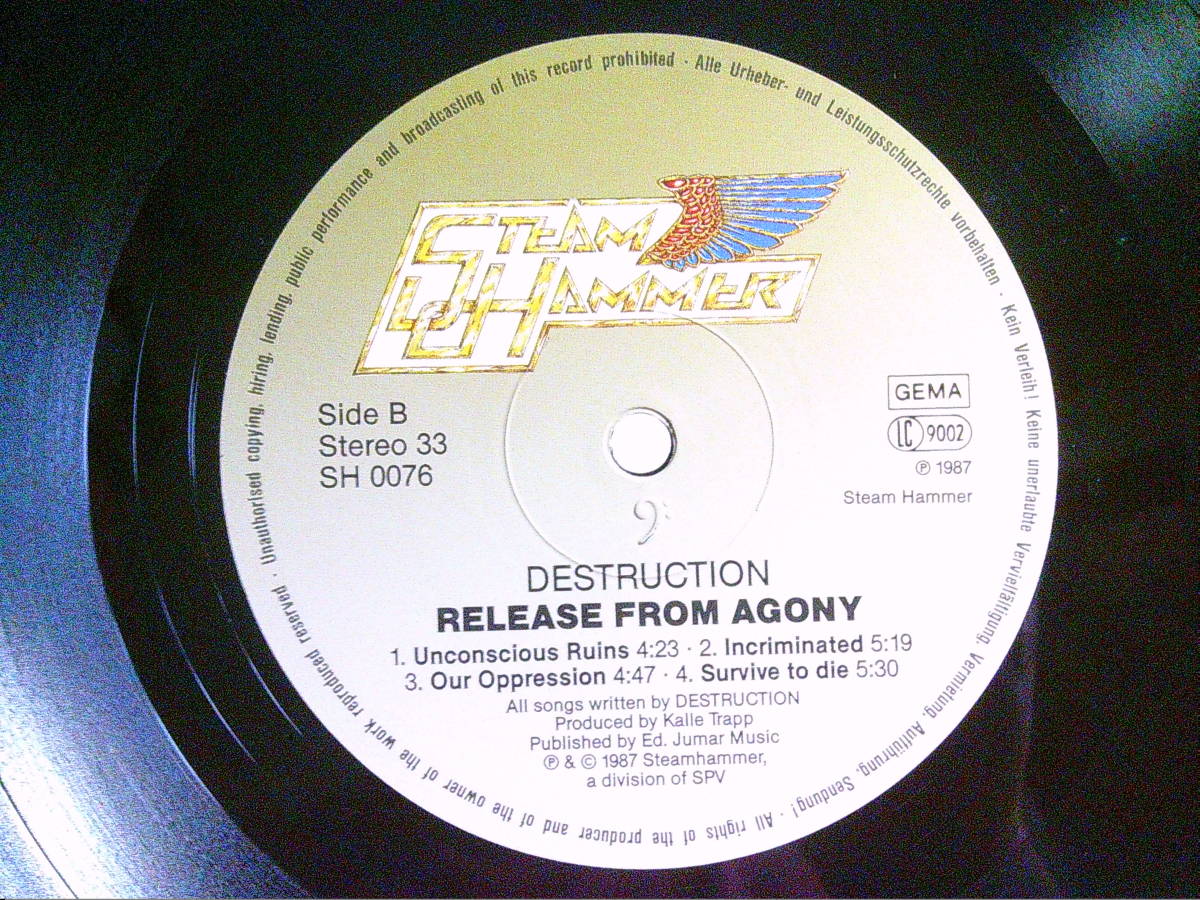 Unauthorised copying, hiring, lending, public performance and broadcasting of this record prohibited · Alle Urheber- und Leistungsschutzrechte vorbehalten · Kein Verleih! Keine unerlaubte Vervielfältigung, Vermietung, Aufführung, Sendung! · All rights of the producer and of the owner of the work reproduced reserved ·
STEAM
HAMMER
Side B
Stereo 33
SH 0076
GEMA
LC 9002
℗ 1987
Steam Hammer
DESTRUCTION
RELEASE FROM AGONY
1. Unconscious Ruins 4:23 · 2. Incriminated 5:19
3. Our Oppression 4:47 · 4. Survive to die 5:30
All songs written by DESTRUCTION
Produced by Kalle Trapp
Published by Ed. Jumar Music
℗ & © 1987 Steamhammer,
a division of SPV